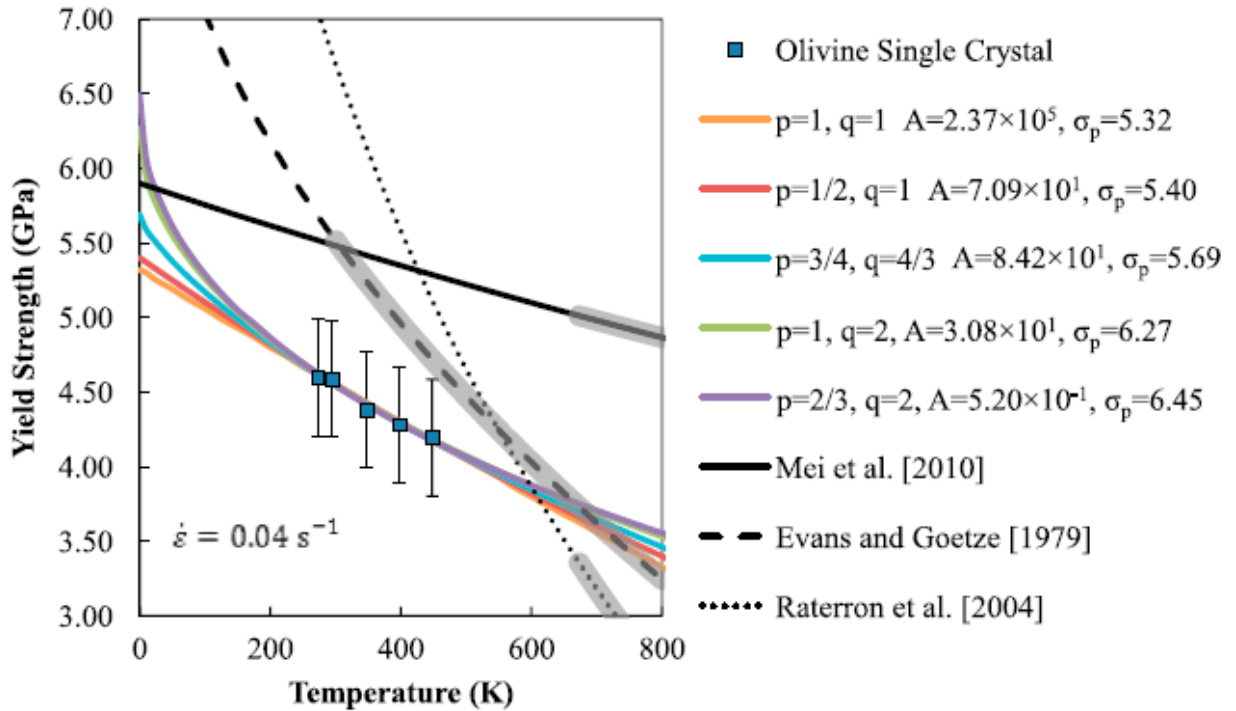 7.00
6.50
6.00
5.50
5.00
4.50
4.00
3.50
3.00
Yield Strength (GPa)
0 200 400 600 800
Temperature (K)
ε̇ = 0.04 s⁻¹
Olivine Single Crystal
p=1, q=1 A=2.37×10⁵, σₚ=5.32
p=1/2, q=1 A=7.09×10¹, σₚ=5.40
p=3/4, q=4/3 A=8.42×10¹, σₚ=5.69
p=1, q=2, A=3.08×10¹, σₚ=6.27
p=2/3, q=2, A=5.20×10⁻¹, σₚ=6.45
Mei et al. [2010]
Evans and Goetze [1979]
Raterron et al. [2004]